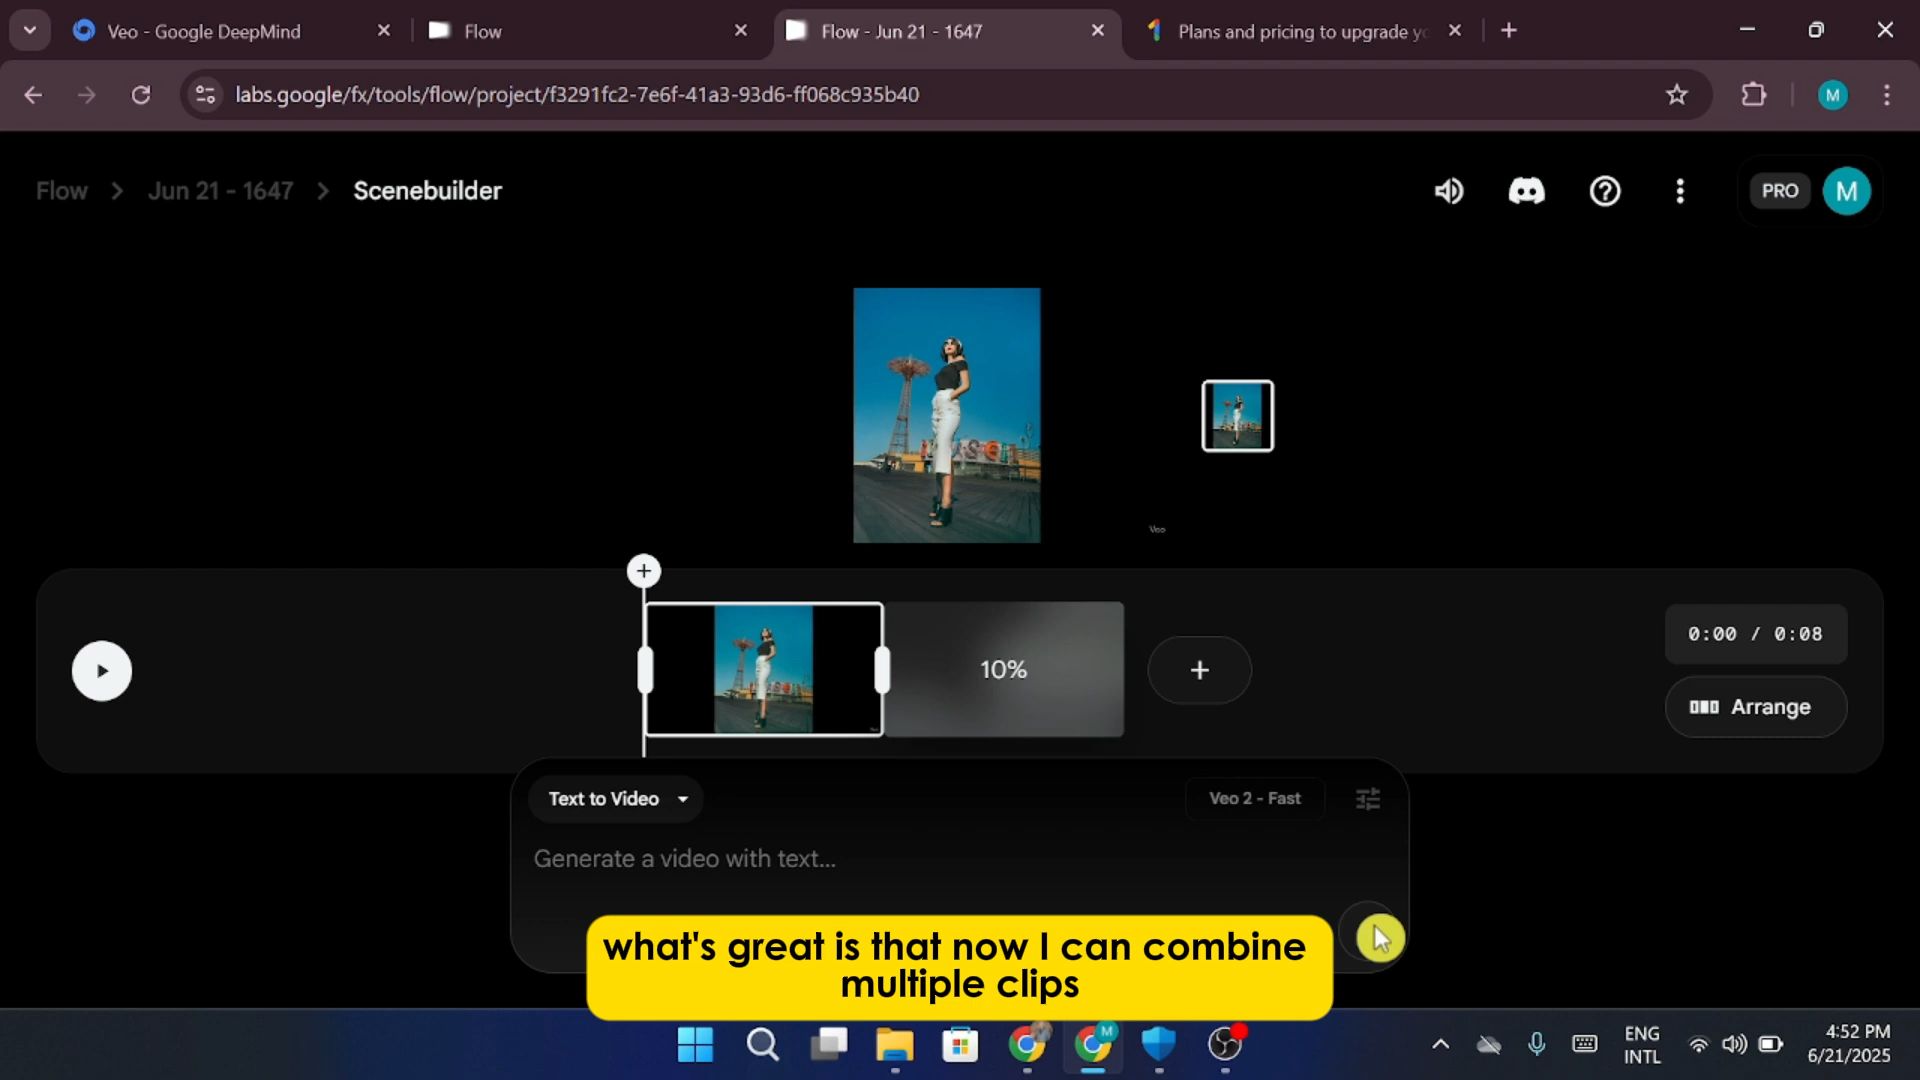 Veo - Google DeepMind
Flow
Flow - Jun 21 - 1647
Plans and pricing to upgrade yo
labs.google/fx/tools/flow/project/f3291fc2-7e6f-41a3-93d6-ff068c935b40
M
Flow > Jun 21 - 1647 > Scenebuilder
PRO
M
Veo
10%
0:00 / 0:08
Arrange
Text to Video
Veo 2 - Fast
Generate a video with text...
what's great is that now I can combine
multiple clips
M
ENG
INTL
4:52 PM
6/21/2025